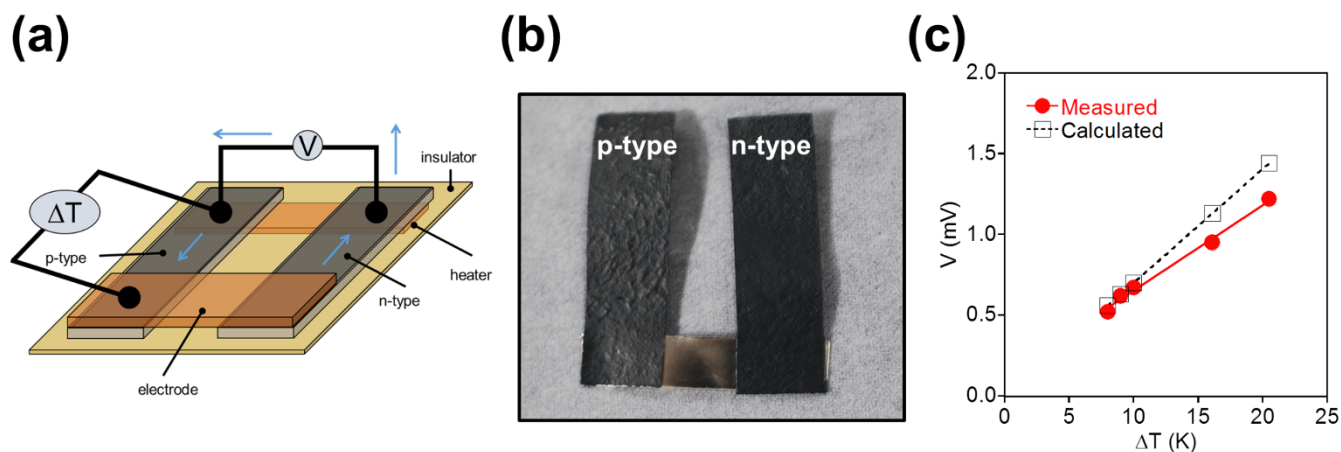 (a)
V
insulator
ΔT
p-type
heater
n-type
electrode
(b)
p-type
n-type
(c)
2.0
1.5
1.0
0.5
0.0
V (mV)
Measured
Calculated
0
5
10
15
20
25
ΔT (K)